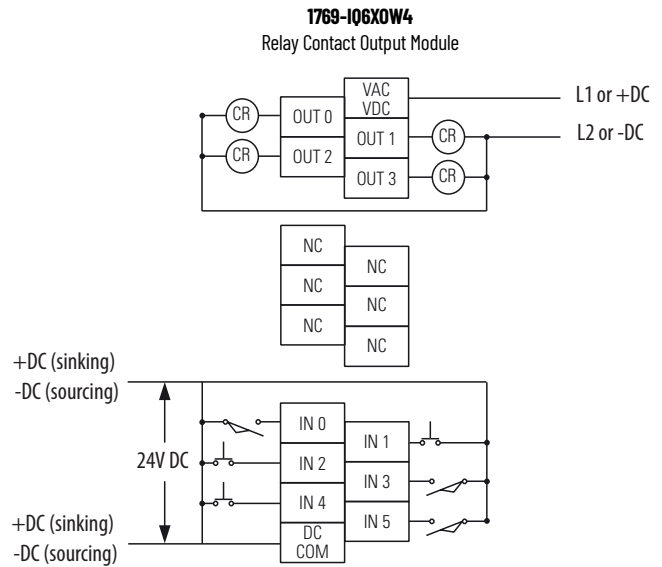 1769-IQ6XOW4
Relay Contact Output Module
VAC
VDC
L1 or +DC
CR
OUT 0
OUT 1
CR
L2 or -DC
CR
OUT 2
OUT 3
CR
NC
NC
NC
NC
NC
NC
+DC (sinking)
-DC (sourcing)
IN 0
IN 1
24V DC
IN 2
IN 3
IN 4
IN 5
+DC (sinking)
-DC (sourcing)
DC
COM